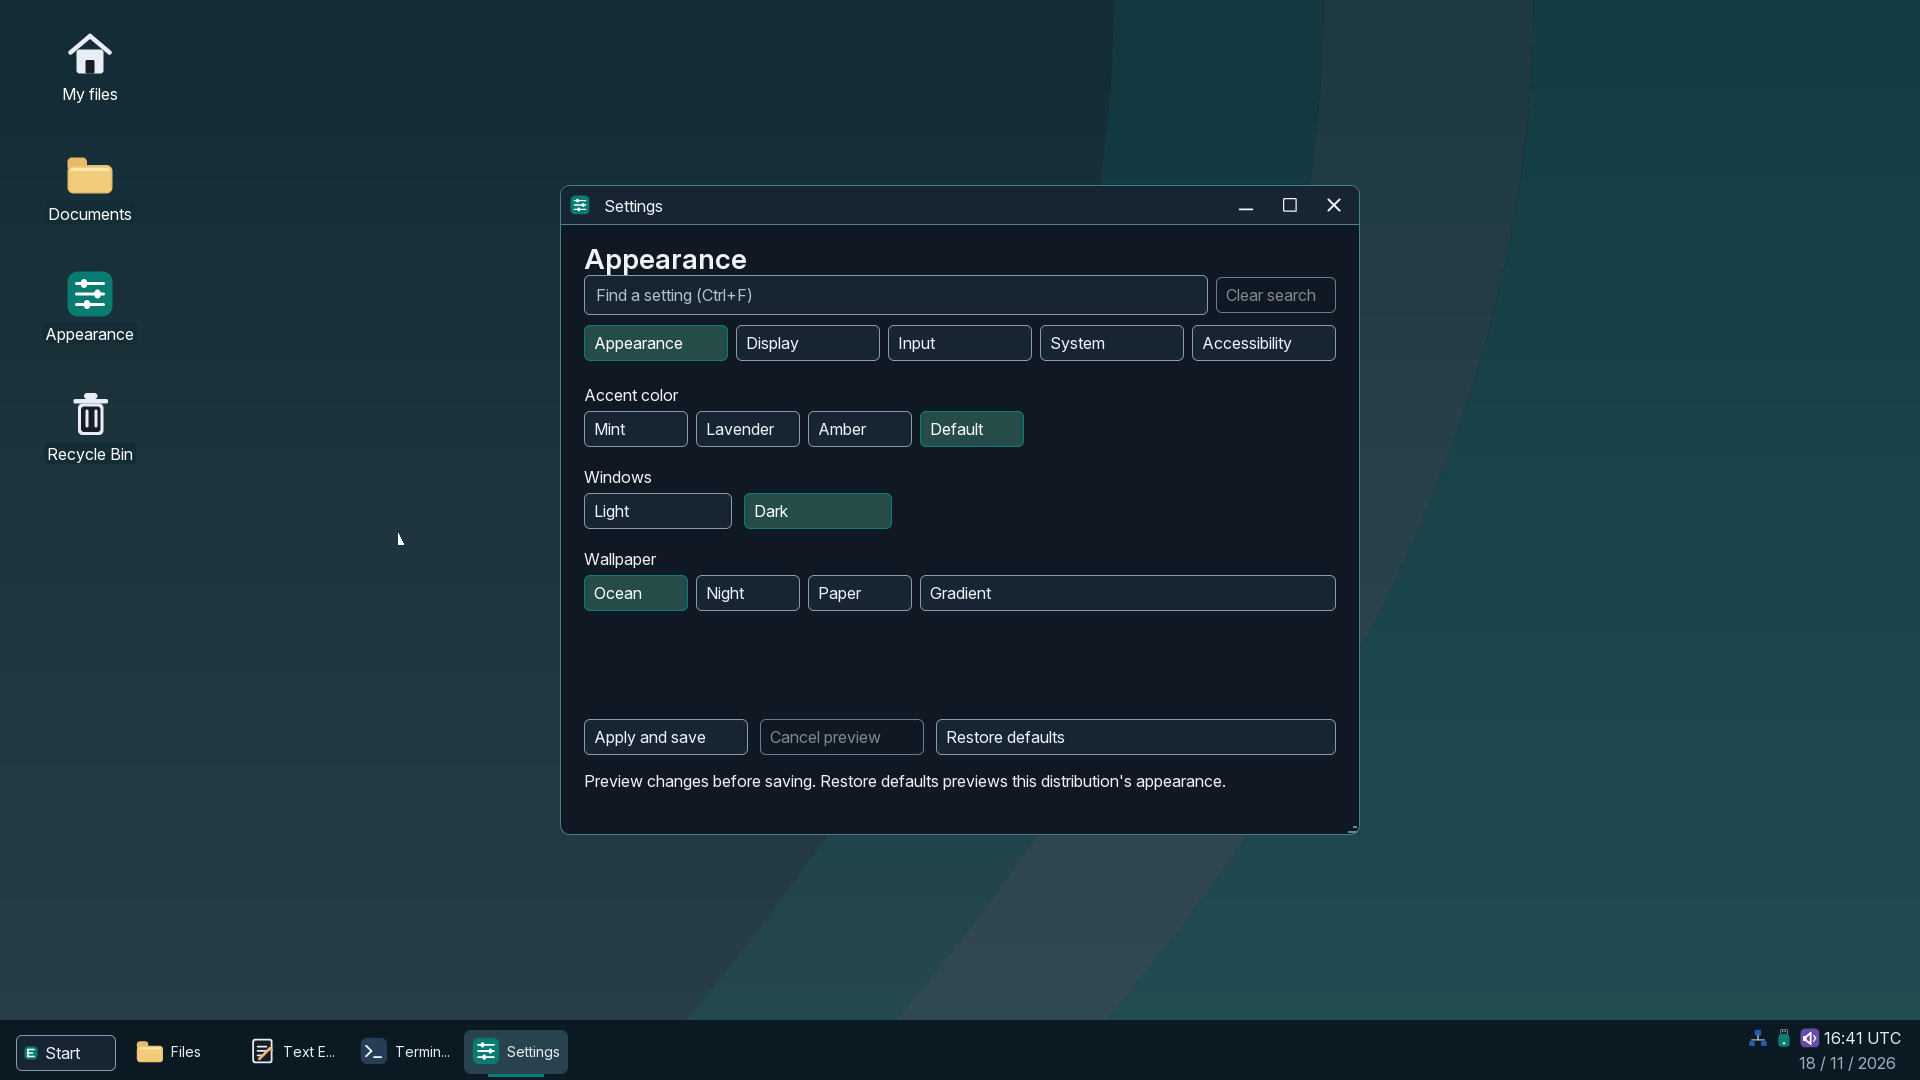 My files
Documents
Appearance
Recycle Bin
Settings
Appearance
Find a setting (Ctrl+F)
Clear search
Appearance
Display
Input
System
Accessibility
Accent color
Mint
Lavender
Amber
Default
Windows
Light
Dark
Wallpaper
Ocean
Night
Paper
Gradient
Apply and save
Cancel preview
Restore defaults
Preview changes before saving. Restore defaults previews this distribution's appearance.
E Start
Files
Text E...
Termin...
Settings
16:41 UTC
18 / 11 / 2026